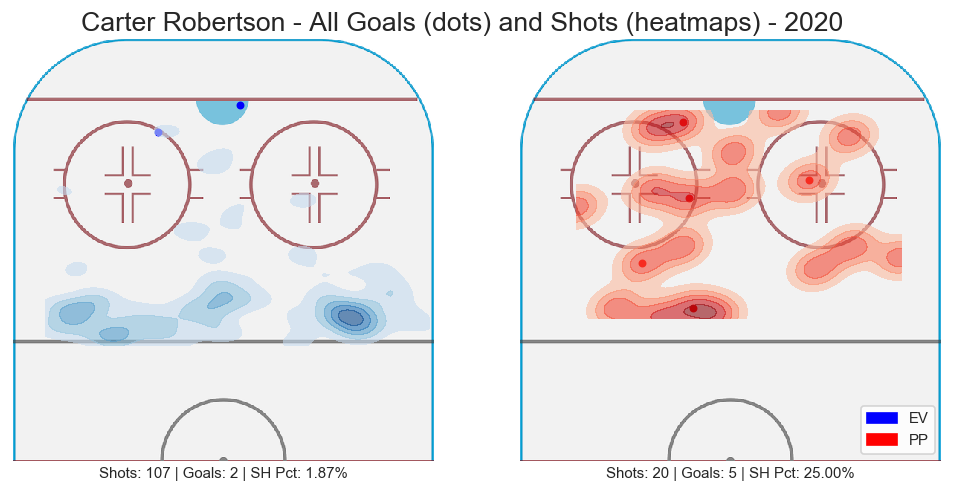 Carter Robertson - All Goals (dots) and Shots (heatmaps) - 2020
EV
PP
Shots: 107 | Goals: 2 | SH Pct: 1.87%
Shots: 20 | Goals: 5 | SH Pct: 25.00%